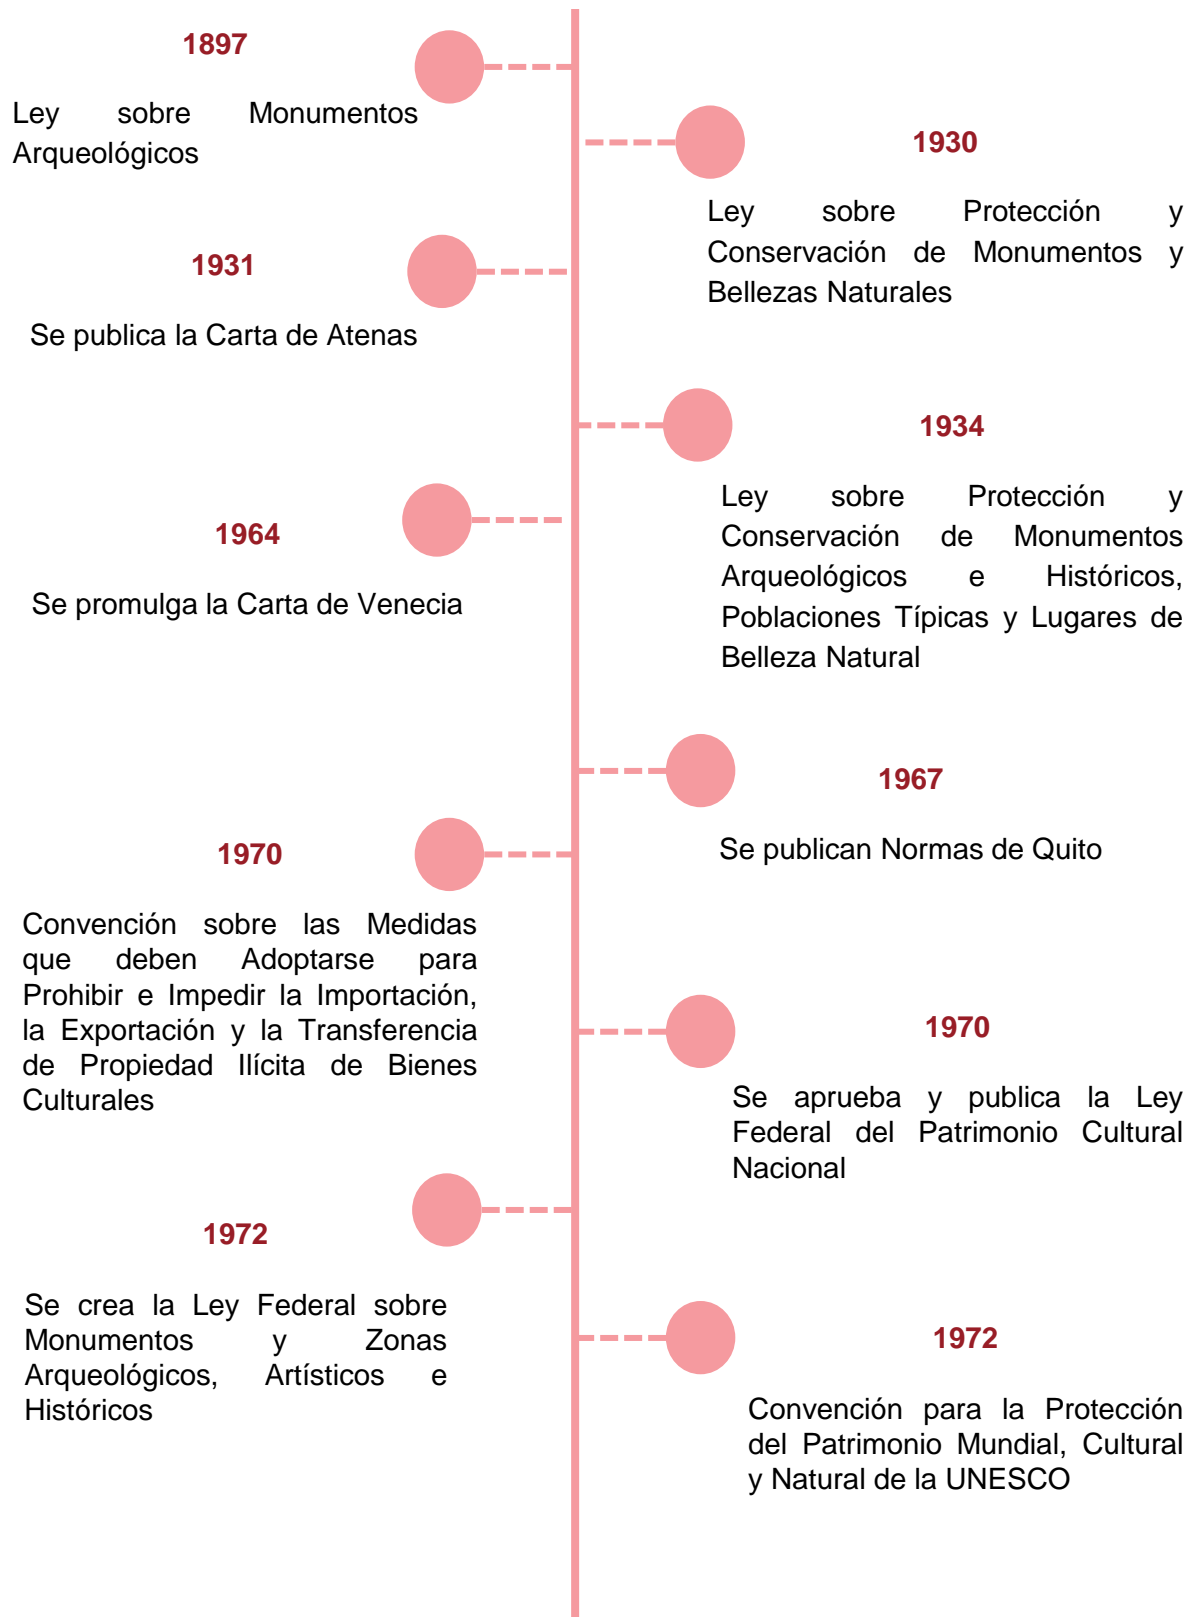 1897
Ley sobre Monumentos
Arqueológicos
1930
Ley sobre Protección y
Conservación de Monumentos y
Bellezas Naturales
1931
Se publica la Carta de Atenas
1934
Ley sobre Protección y
Conservación de Monumentos
Arqueológicos e Históricos,
Poblaciones Típicas y Lugares de
Belleza Natural
1964
Se promulga la Carta de Venecia
1967
Se publican Normas de Quito
1970
Convención sobre las Medidas
que deben Adoptarse para
Prohibir e Impedir la Importación,
la Exportación y la Transferencia
de Propiedad Ilícita de Bienes
Culturales
1970
Se aprueba y publica la Ley
Federal del Patrimonio Cultural
Nacional
1972
Se crea la Ley Federal sobre
Monumentos y Zonas
Arqueológicos, Artísticos e
Históricos
1972
Convención para la Protección
del Patrimonio Mundial, Cultural
y Natural de la UNESCO